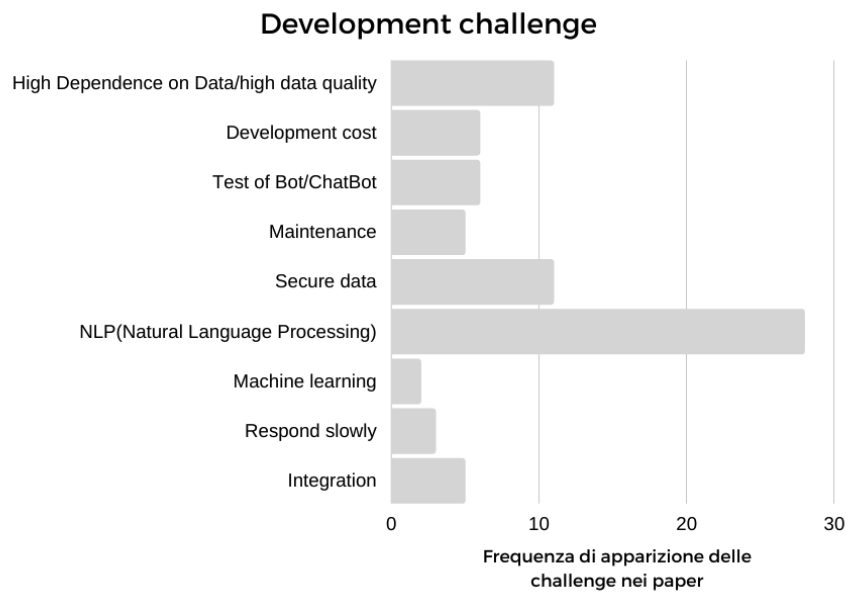 Development challenge
High Dependence on Data/high data quality
Development cost
Test of Bot/ChatBot
Maintenance
Secure data
NLP(Natural Language Processing)
Machine learning
Respond slowly
Integration
0 10 20 30
Frequenza di apparizione delle
challenge nei paper